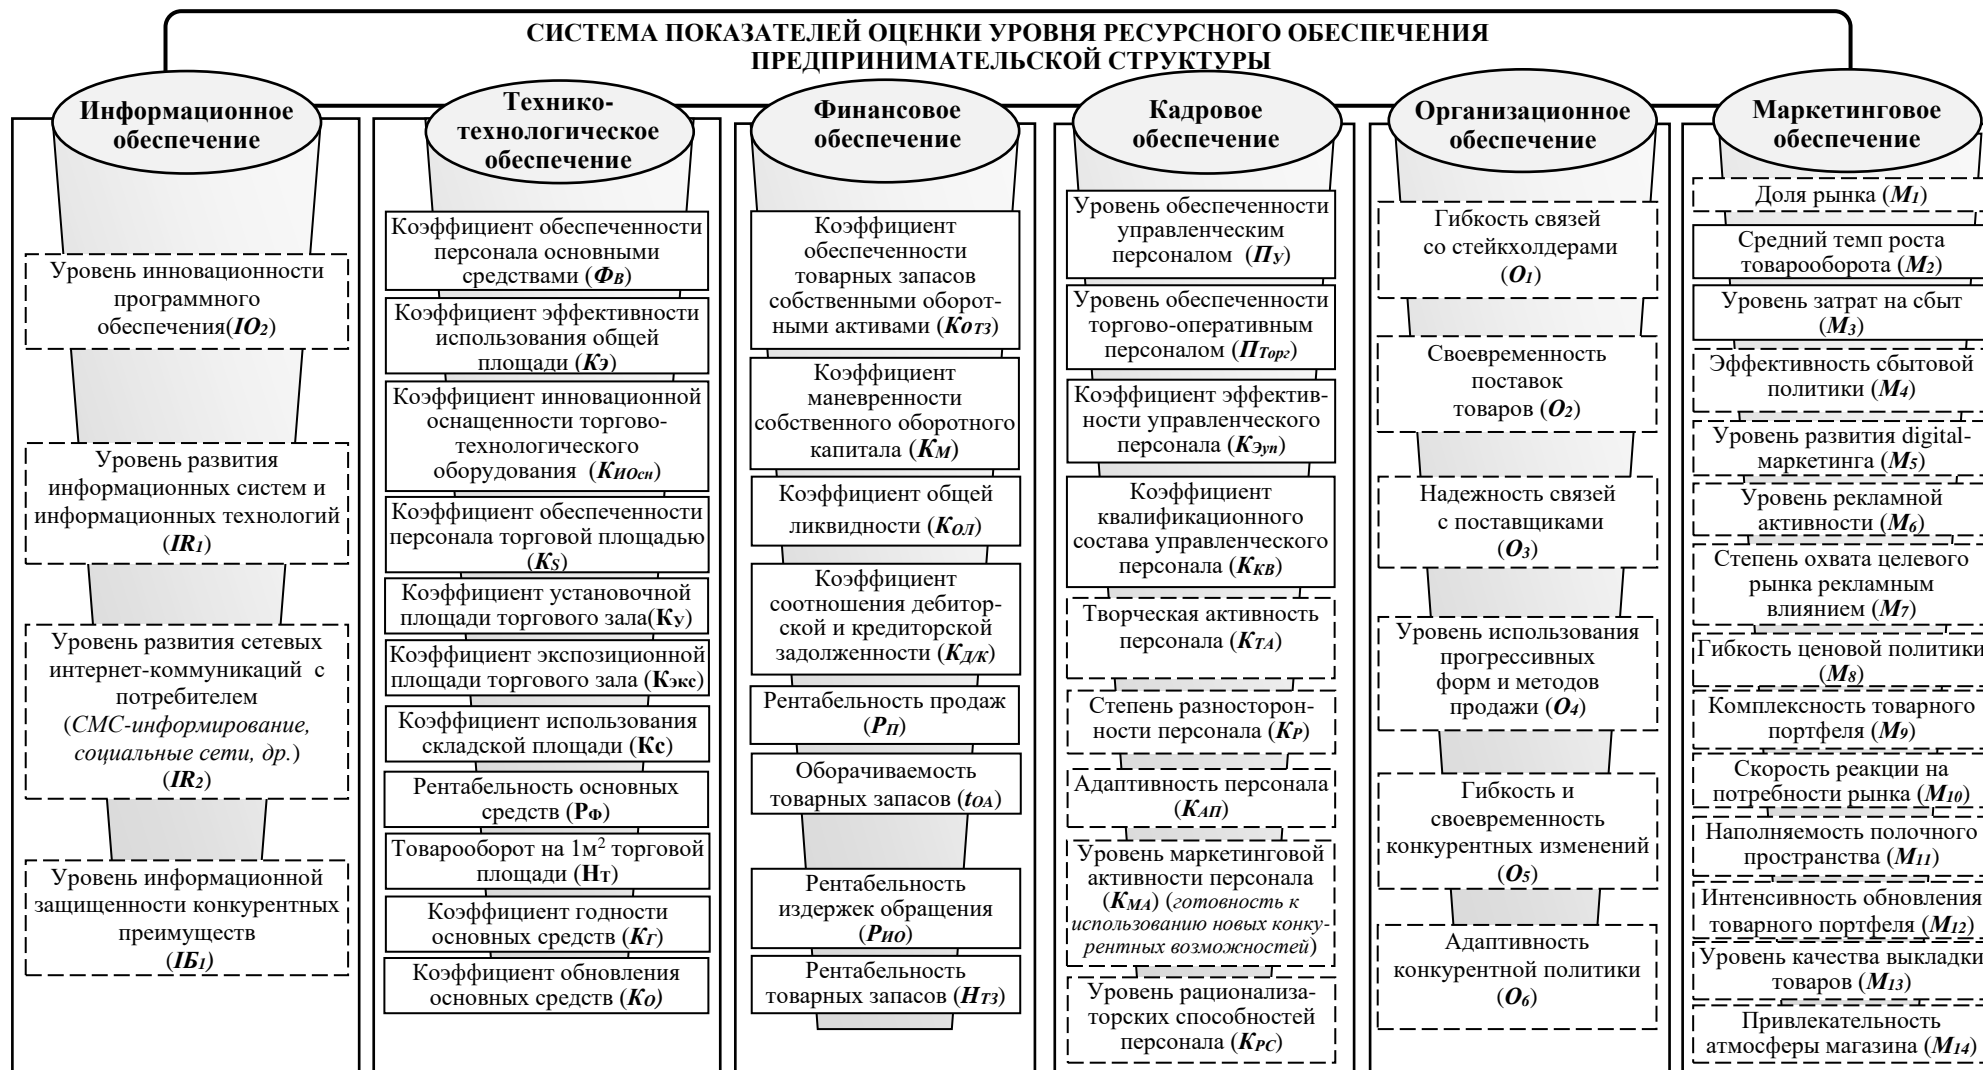 СИСТЕМА ПОКАЗАТЕЛЕЙ ОЦЕНКИ УРОВНЯ РЕСУРСНОГО ОБЕСПЕЧЕНИЯ
ПРЕДПРИНИМАТЕЛЬСКОЙ СТРУКТУРЫ
Информационное
обеспечение
Уровень инновационности
программного
обеспечения(IO2)
Уровень развития
информационных систем и
информационных технологий
(IR1)
Уровень развития сетевых
интернет-коммуникаций с
потребителем
(СМС-информирование,
социальные сети, др.)
(IR2)
Уровень информационной
защищенности конкурентных
преимуществ
(IБ1)
Технико-
технологическое
обеспечение
Коэффициент обеспеченности
персонала основными
средствами (ФВ)
Коэффициент эффективности
использования общей
площади (КЭ)
Коэффициент инновационной
оснащенности торгово-
технологического
оборудования (КИОсн)
Коэффициент обеспеченности
персонала торговой площадью
(KS)
Коэффициент установочной
площади торгового зала(КУ)
Коэффициент экспозиционной
площади торгового зала (Кэкс)
Коэффициент использования
складской площади (Кс)
Рентабельность основных
средств (РФ)
Товарооборот на 1м2 торговой
площади (НТ)
Коэффициент годности
основных средств (КГ)
Коэффициент обновления
основных средств (КО)
Финансовое
обеспечение
Коэффициент
обеспеченности
товарных запасов
собственными оборот-
ными активами (КоТЗ)
Коэффициент
маневренности
собственного оборотного
капитала (КМ)
Коэффициент общей
ликвидности (КОЛ)
Коэффициент
соотношения дебитор-
ской и кредиторской
задолженности (КД/К)
Рентабельность продаж
(РП)
Оборачиваемость
товарных запасов (tОА)
Рентабельность
издержек обращения
(РИО)
Рентабельность
товарных запасов (НТЗ)
Кадровое
обеспечение
Уровень обеспеченности
управленческим
персоналом (ПУ)
Уровень обеспеченности
торгово-оперативным
персоналом (ПТорг)
Коэффициент эффектив-
ности управленческого
персонала (КЭуп)
Коэффициент
квалификационного
состава управленческого
персонала (ККВ)
Творческая активность
персонала (КТА)
Степень разносторон-
ности персонала (КР)
Адаптивность персонала
(КАП)
Уровень маркетинговой
активности персонала
(КМА) (готовность к
использованию новых конку-
рентных возможностей)
Уровень рационализа-
торских способностей
персонала (КРС)
Организационное
обеспечение
Гибкость связей
со стейкхолдерами
(О1)
Своевременность
поставок
товаров (О2)
Надежность связей
с поставщиками
(О3)
Уровень использования
прогрессивных
форм и методов
продажи (О4)
Гибкость и
своевременность
конкурентных изменений
(О5)
Адаптивность
конкурентной политики
(О6)
Маркетинговое
обеспечение
Доля рынка (М1)
Средний темп роста
товарооборота (М2)
Уровень затрат на сбыт
(М3)
Эффективность сбытовой
политики (М4)
Уровень развития digital-
маркетинга (М5)
Уровень рекламной
активности (М6)
Степень охвата целевого
рынка рекламным
влиянием (М7)
Гибкость ценовой политики
(М8)
Комплексность товарного
портфеля (М9)
Скорость реакции на
потребности рынка (М10)
Наполняемость полочного
пространства (М11)
Интенсивность обновления
товарного портфеля (М12)
Уровень качества выкладки
товаров (М13)
Привлекательность
атмосферы магазина (М14)